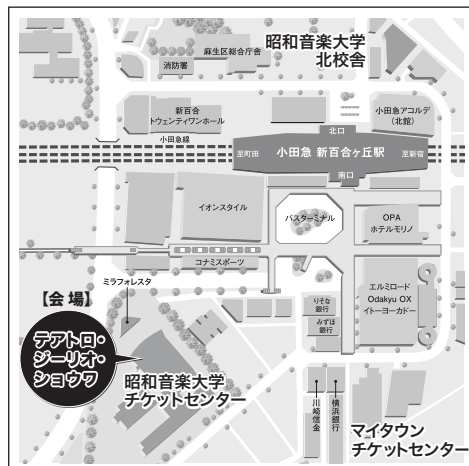 昭和音楽大学
北校舎
麻生区総合庁舎
消防署
新百合
トウェンティワンホール
小田急アコルデ
(北館)
小田急線
北口
至町田
小田急 新百合ヶ丘駅
至新宿
南口
イオンスタイル
バスターミナル
OPA
ホテルモリノ
コナミスポーツ
ミラフォレスタ
【会 場】
テアトロ・
ジーリオ・
ショウワ
昭和音楽大学
チケットセンター
りそな
銀行
みずほ
銀行
エルミロード
Odakyu OX
イトーヨーカドー
川崎信金
横浜銀行
マイタウン
チケットセンター